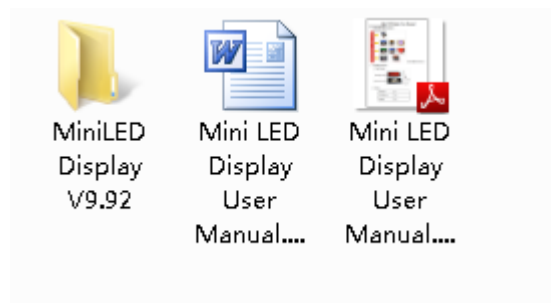 MiniLED
Display
V9.92
Mini LED
Display
User
Manual....
Mini LED
Display
User
Manual....